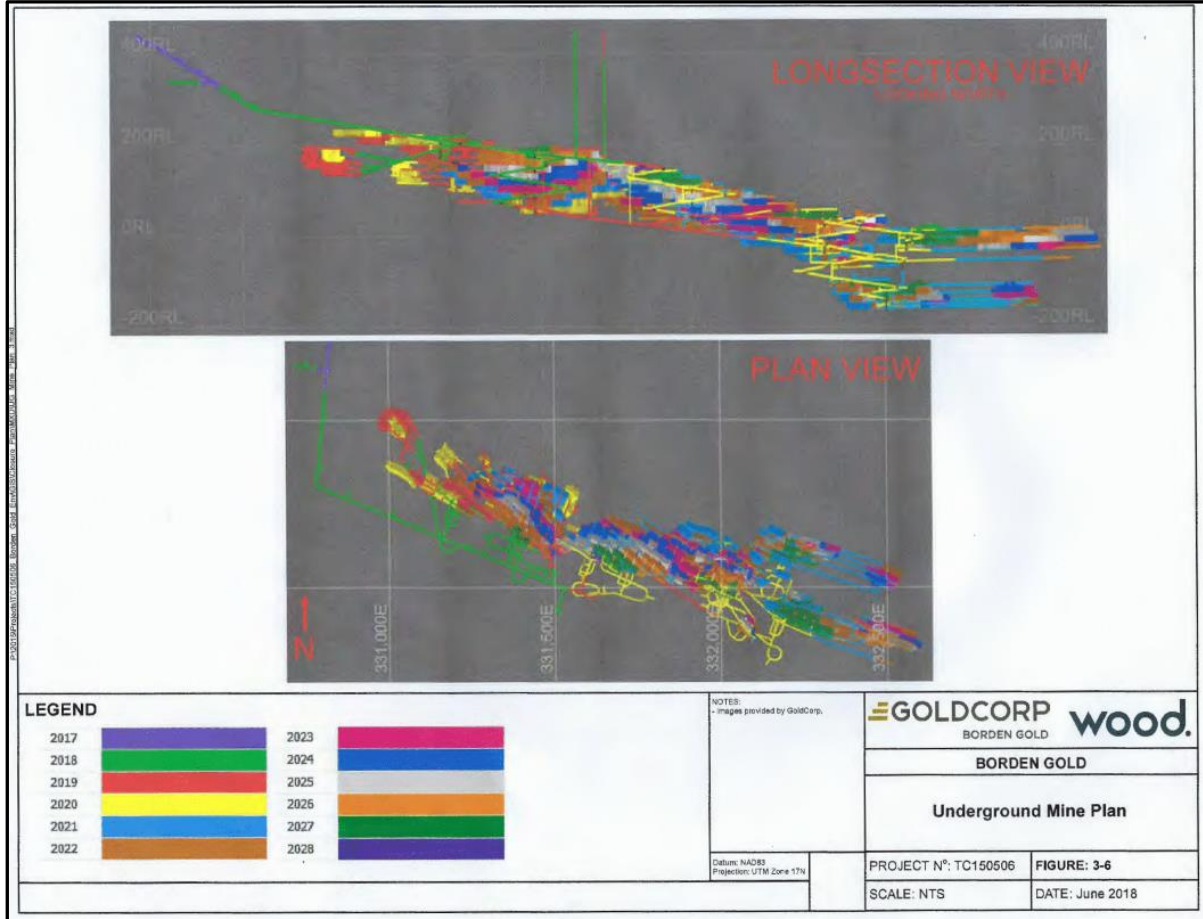 400RL
400RL
LONGSECTION VIEW
LOOKING NORTH
200RL
200RL
0RL
0RL
-200RL
-200RL
PLAN VIEW
331,000E
331,500E
332,000E
332,500E
N
LEGEND
2017
2018
2019
2020
2021
2022
2023
2024
2025
2026
2027
2028
NOTES:
- Images provided by GoldCorp.
Datum: NAD83
Projection: UTM Zone 17N
GOLDCORP
BORDEN GOLD
wood.
BORDEN GOLD
Underground Mine Plan
PROJECT Nº: TC150506
FIGURE: 3-6
SCALE: NTS
DATE: June 2018